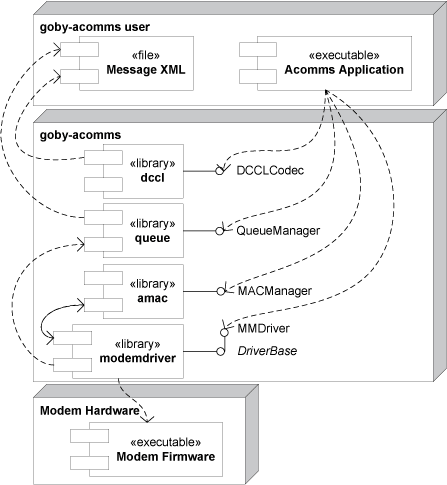 goby-acomms user
«file»
Message XML
«executable»
Acomms Application
goby-acomms
«library»
dccl
DCCLCodec
«library»
queue
QueueManager
«library»
amac
MACManager
MMDriver
«library»
modemdriver
DriverBase
Modem Hardware
«executable»
Modem Firmware